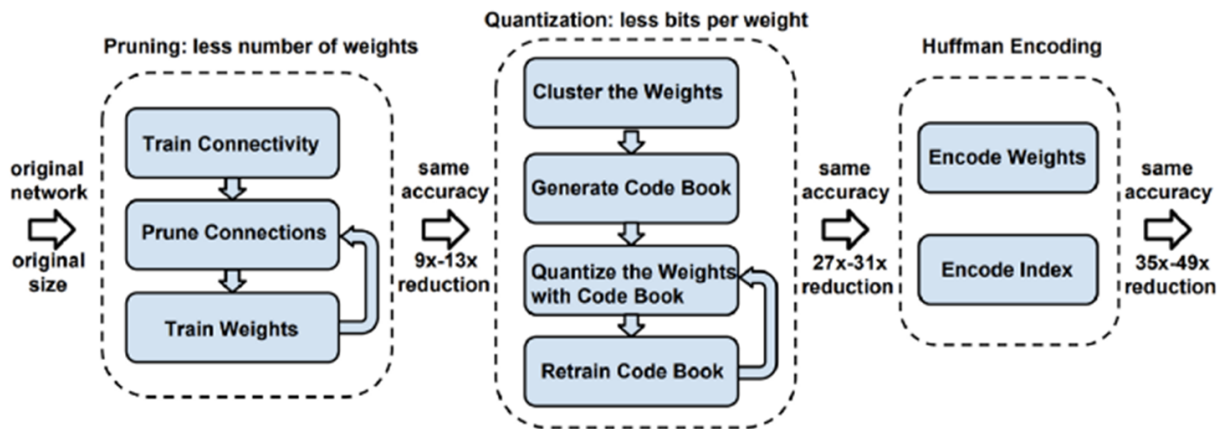 Quantization: less bits per weight
Pruning: less number of weights
Huffman Encoding
original
network
original
size
Train Connectivity
Prune Connections
Train Weights
same
accuracy
9x-13x
reduction
Cluster the Weights
Generate Code Book
Quantize the Weights
with Code Book
Retrain Code Book
same
accuracy
27x-31x
reduction
Encode Weights
Encode Index
same
accuracy
35x-49x
reduction